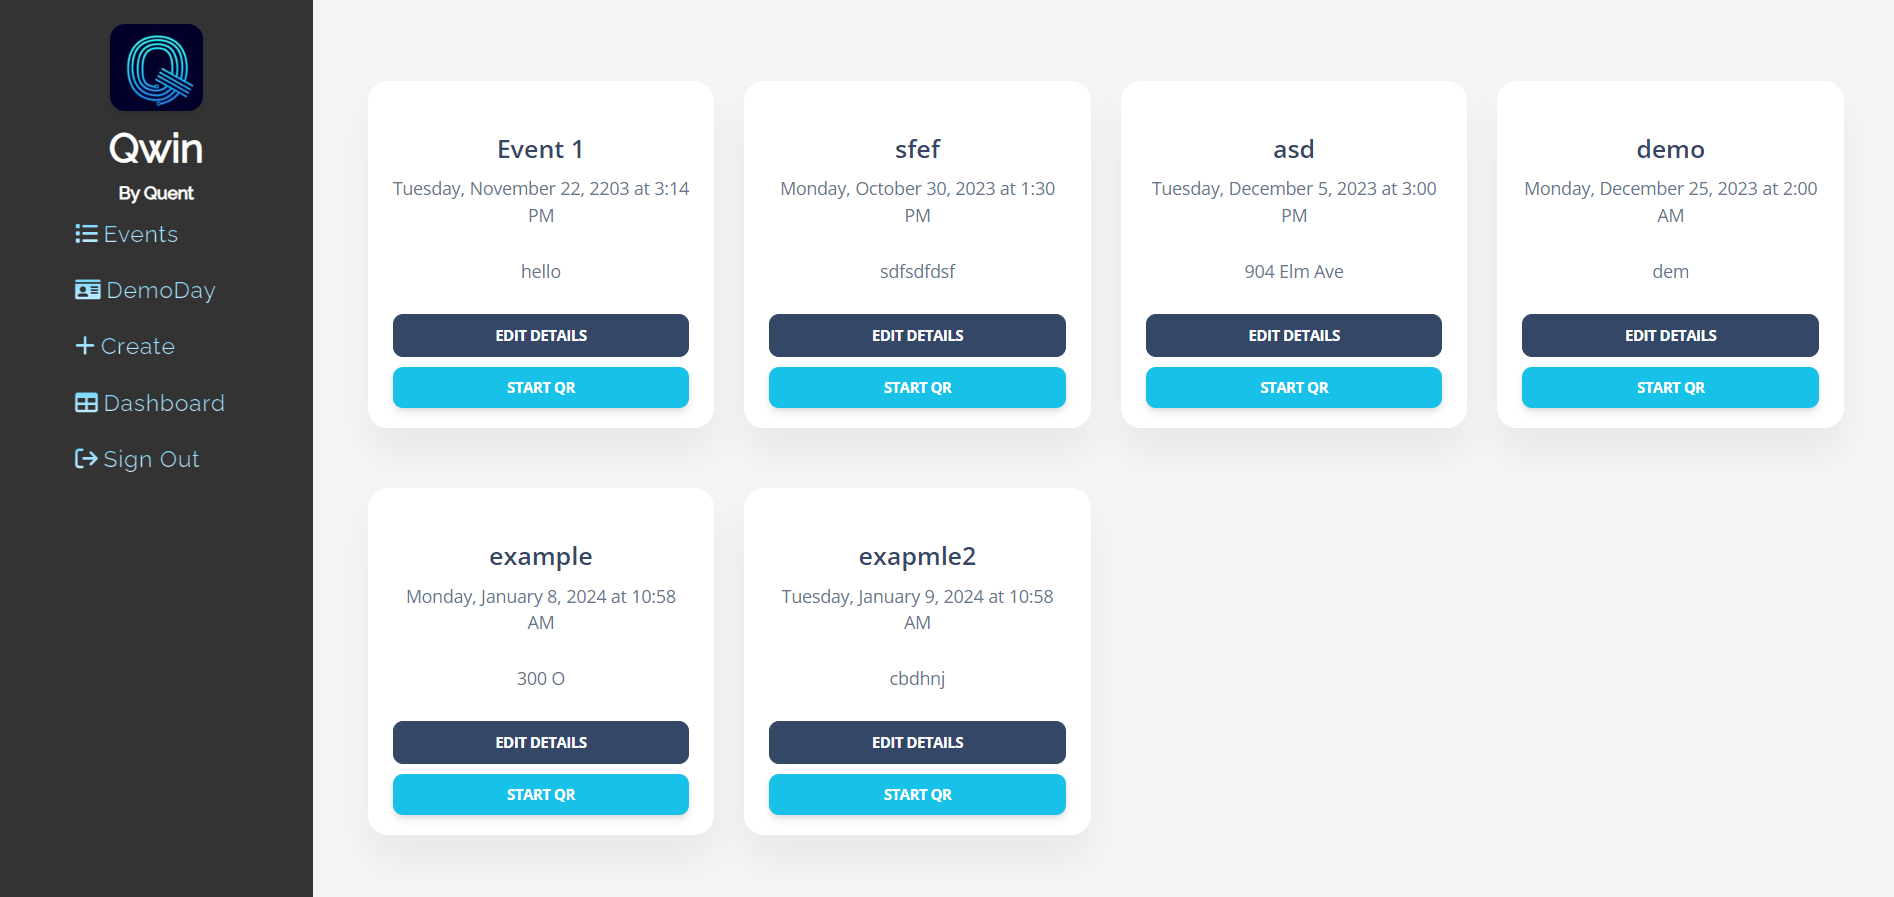 Qwin
By Quent
Events
DemoDay
Create
Dashboard
Sign Out
Event 1
Tuesday, November 22, 2203 at 3:14
PM
hello
EDIT DETAILS
START QR
sfef
Monday, October 30, 2023 at 1:30
PM
sdfsdfdsf
EDIT DETAILS
START QR
asd
Tuesday, December 5, 2023 at 3:00
PM
904 Elm Ave
EDIT DETAILS
START QR
demo
Monday, December 25, 2023 at 2:00
AM
dem
EDIT DETAILS
START QR
example
Monday, January 8, 2024 at 10:58
AM
300 O
EDIT DETAILS
START QR
exapmle2
Tuesday, January 9, 2024 at 10:58
AM
cbdhnj
EDIT DETAILS
START QR